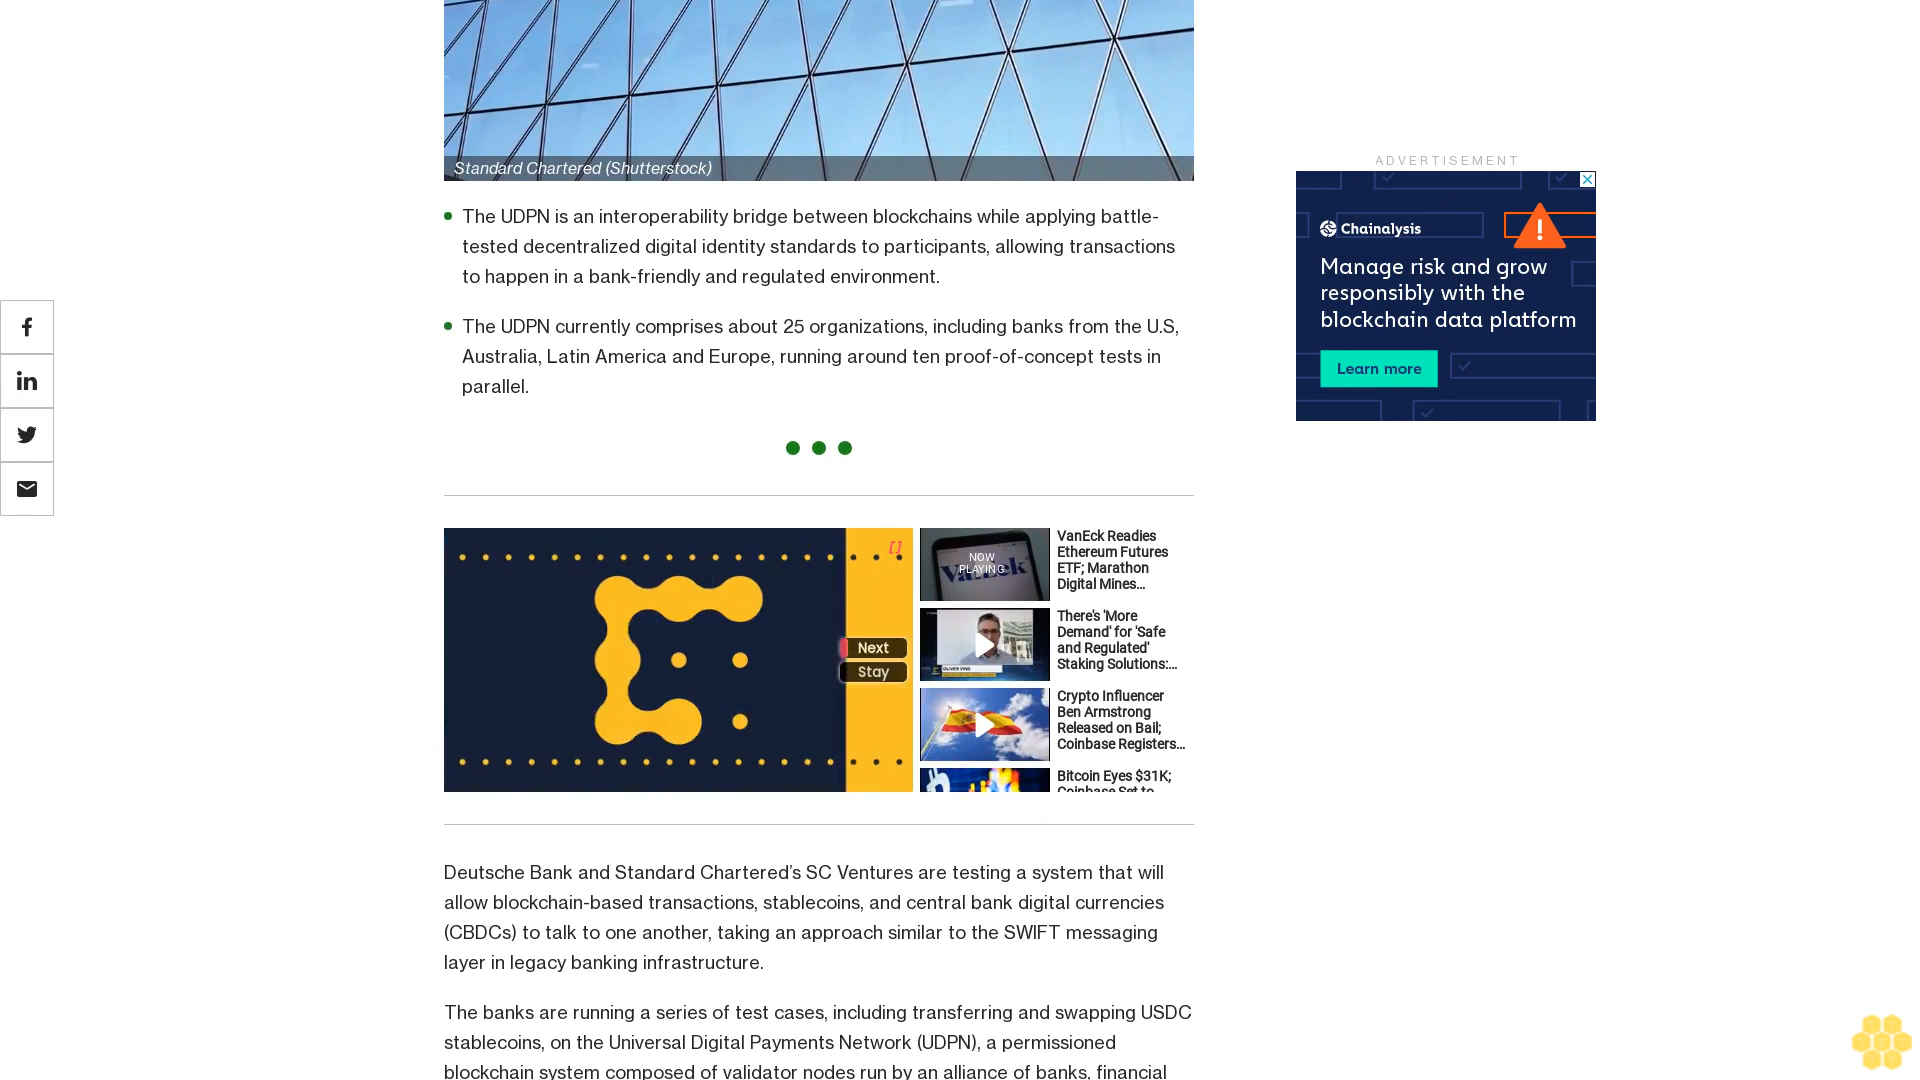 Standard Chartered (Shutterstock)
The UDPN is an interoperability bridge between blockchains while applying battle-
tested decentralized digital identity standards to participants, allowing transactions
to happen in a bank-friendly and regulated environment.
The UDPN currently comprises about 25 organizations, including banks from the U.S,
Australia, Latin America and Europe, running around ten proof-of-concept tests in
parallel.
ADVERTISEMENT
Chainalysis
Manage risk and grow
responsibly with the
blockchain data platform
Learn more
Next
Stay
NOW
PLAYING
VanEck
VanEck Readies
Ethereum Futures
ETF; Marathon
Digital Mines...
OLIVER YING
There's 'More
Demand' for 'Safe
and Regulated'
Staking Solutions:...
Crypto Influencer
Ben Armstrong
Released on Bail;
Coinbase Registers...
Bitcoin Eyes $31K;
Coinbase Set to
Deutsche Bank and Standard Chartered’s SC Ventures are testing a system that will
allow blockchain-based transactions, stablecoins, and central bank digital currencies
(CBDCs) to talk to one another, taking an approach similar to the SWIFT messaging
layer in legacy banking infrastructure.
The banks are running a series of test cases, including transferring and swapping USDC
stablecoins, on the Universal Digital Payments Network (UDPN), a permissioned
blockchain system composed of validator nodes run by an alliance of banks, financial